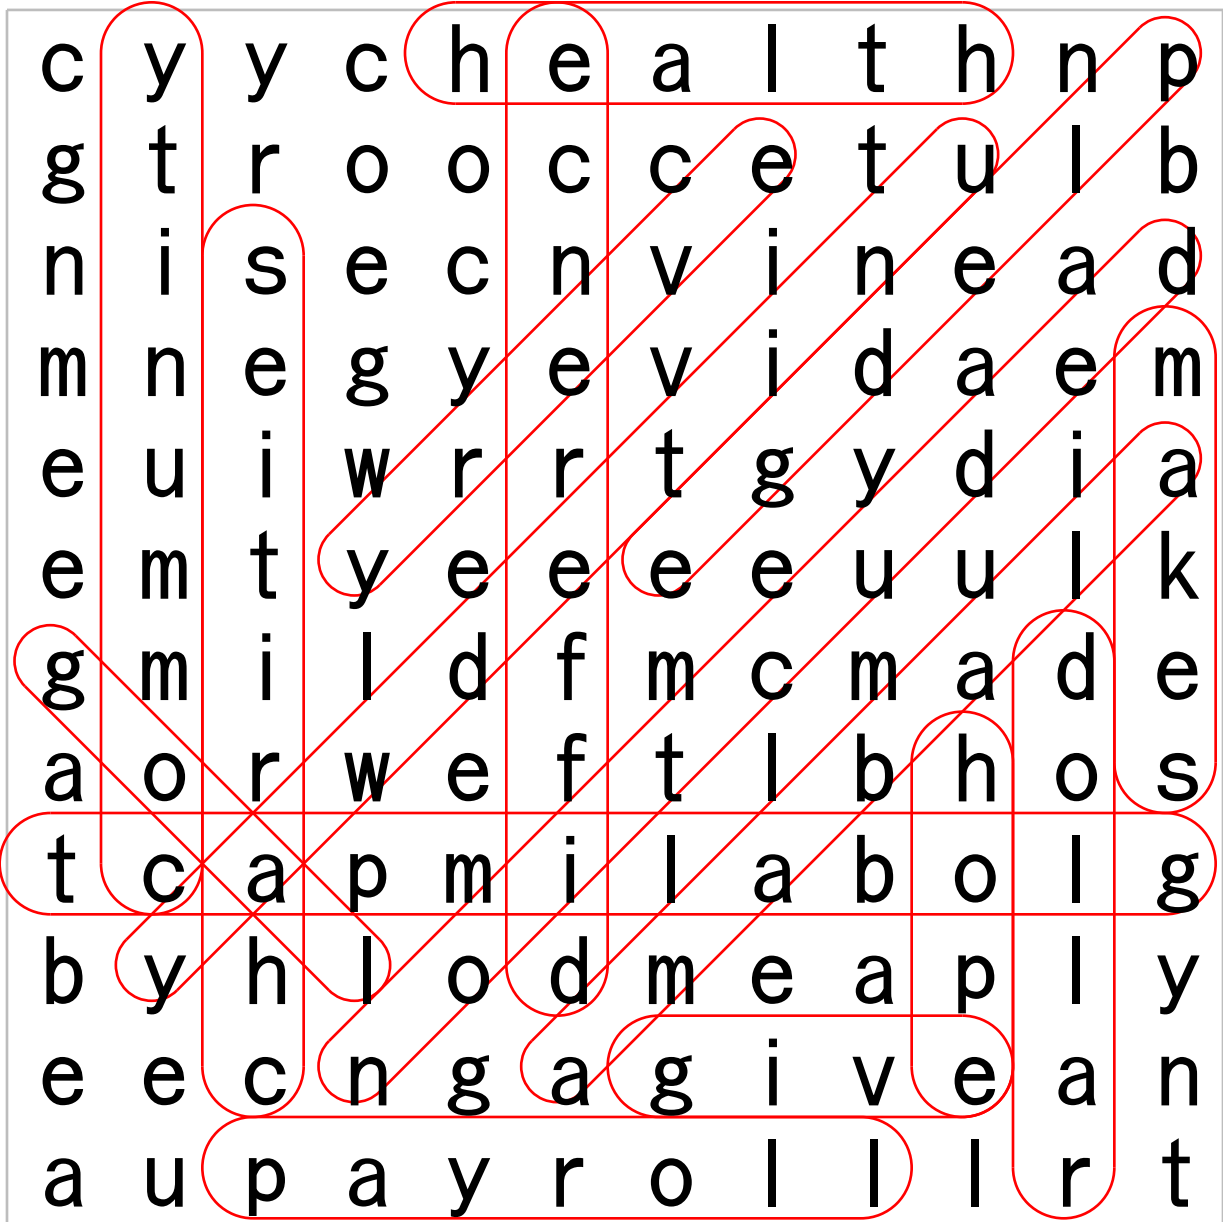 c y y c h e a l t h n p
g t r o o c c e t u l b
n i s e c n v i n e a d
m n e g y e v i d a e m
e u i w r r t g y d i a
e m t y e e e e u u l k
g m i l d f m c m a d e
a o r w e f t l b h o s
t c a p m i l a b o l g
b y h l o d m e a p l y
e e c n g a g i v e a n
a u p a y r o l l l r t